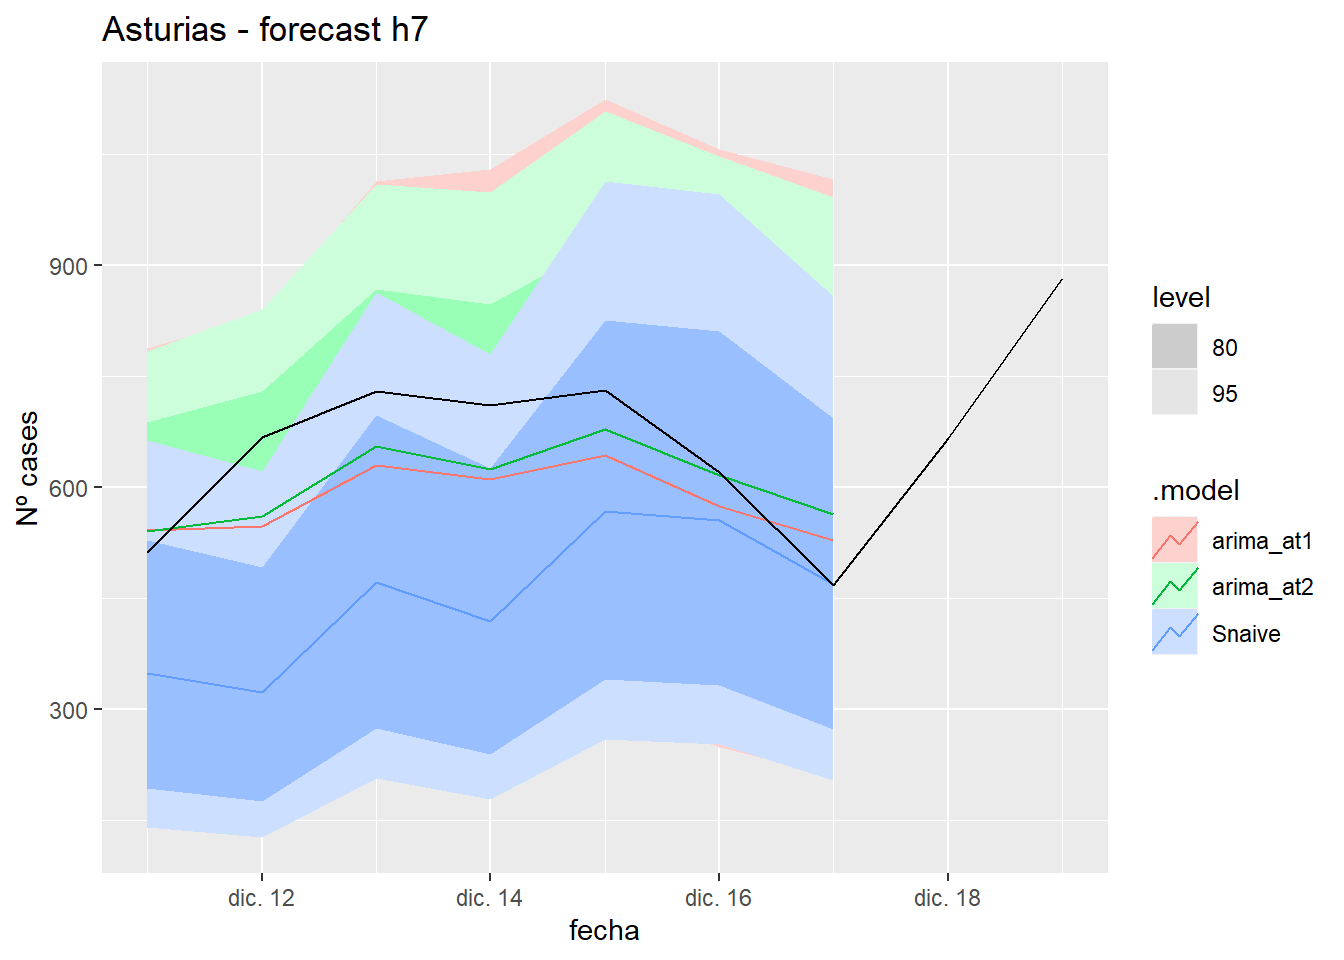 Asturias - forecast h7
Nº cases
900
600
300
dic. 12
dic. 14
dic. 16
dic. 18
fecha
level
80
95
.model
arima_at1
arima_at2
Snaive